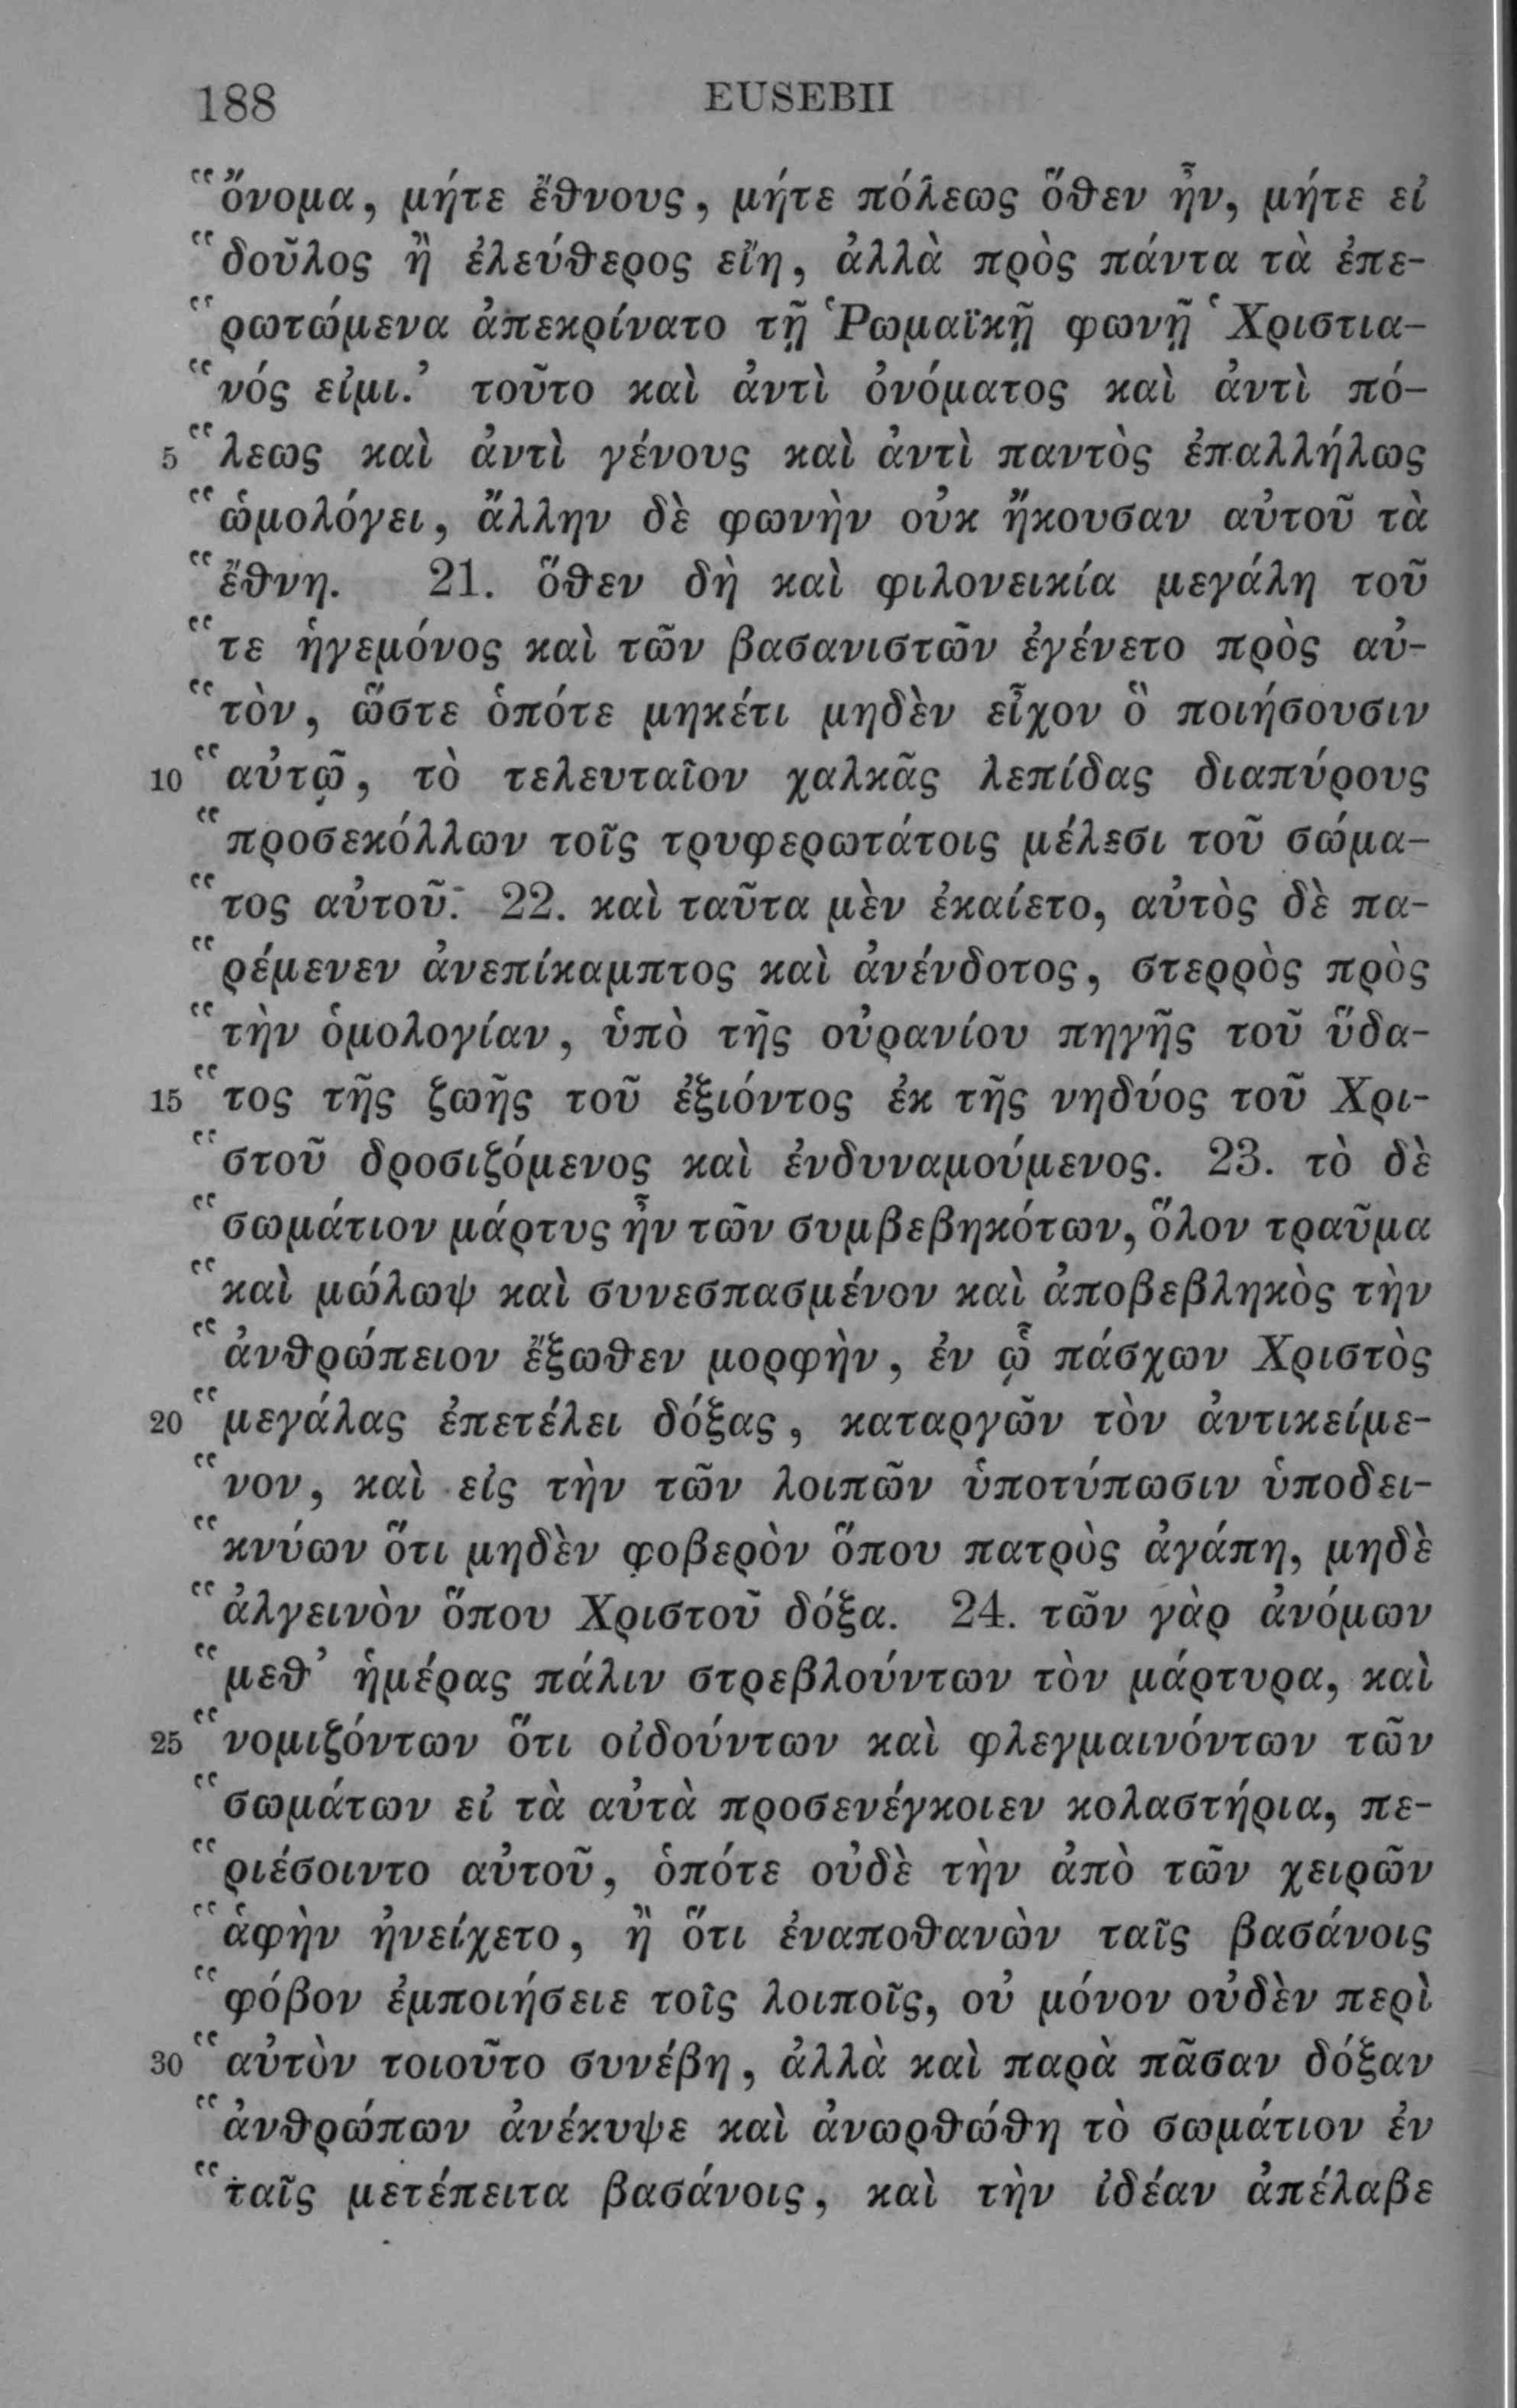 188 EUSEBII
“ὄνομα, μήτε ἔθνους, μήτε πόλεως ὅθεν ἦν, μήτε εἰ
“δοῦλος ἢ ἐλεύθερος εἴη, ἀλλὰ πρὸς πάντα τὰ ἐπε-
“ρωτώμενα ἀπεκρίνατο τῇ Ῥωμαϊκῇ φωνῇ ‘Χριστια-
“νός εἰμι.’ τοῦτο καὶ ἀντὶ ὀνόματος καὶ ἀντὶ πό-
5 “λεως καὶ ἀντὶ γένους καὶ ἀντὶ παντὸς ἐπαλλήλως
“ὡμολόγει, ἄλλην δὲ φωνὴν οὐκ ἤκουσαν αὐτοῦ τὰ
“ἔθνη. 21. ὅθεν δὴ καὶ φιλονεικία μεγάλη τοῦ
“τε ἡγεμόνος καὶ τῶν βασανιστῶν ἐγένετο πρὸς αὐ-
“τὸν, ὥστε ὁπότε μηκέτι μηδὲν εἶχον ὃ ποιήσουσιν
10 “αὐτῷ, τὸ τελευταῖον χαλκᾶς λεπίδας διαπύρους
“προσεκόλλων τοῖς τρυφερωτάτοις μέλεσι τοῦ σώμα-
“τος αὐτοῦ. 22. καὶ ταῦτα μὲν ἐκαίετο, αὐτὸς δὲ πα-
“ρέμενεν ἀνεπίκαμπτος καὶ ἀνένδοτος, στερρὸς πρὸς
“τὴν ὁμολογίαν, ὑπὸ τῆς οὐρανίου πηγῆς τοῦ ὕδα-
15 “τος τῆς ζωῆς τοῦ ἐξιόντος ἐκ τῆς νηδύος τοῦ Χρι-
“στοῦ δροσιζόμενος καὶ ἐνδυναμούμενος. 23. τὸ δὲ
“σωμάτιον μάρτυς ἦν τῶν συμβεβηκότων, ὅλον τραῦμα
“καὶ μώλωψ καὶ συνεσπασμένον καὶ ἀποβεβληκὸς τὴν
“ἀνθρώπειον ἔξωθεν μορφὴν, ἐν ᾧ πάσχων Χριστὸς
20 “μεγάλας ἐπετέλει δόξας, καταργῶν τὸν ἀντικείμε-
“νον, καὶ εἰς τὴν τῶν λοιπῶν ὑποτύπωσιν ὑποδει-
“κνύων ὅτι μηδὲν φοβερὸν ὅπου πατρὸς ἀγάπη, μηδὲ
“ἀλγεινὸν ὅπου Χριστοῦ δόξα. 24. τῶν γὰρ ἀνόμων
“μεθ’ ἡμέρας πάλιν στρεβλούντων τὸν μάρτυρα, καὶ
25 “νομιζόντων ὅτι οἰδούντων καὶ φλεγμαινόντων τῶν
“σωμάτων εἰ τὰ αὐτὰ προσενέγκοιεν κολαστήρια, πε-
“ριέσοιντο αὐτοῦ, ὁπότε οὐδὲ τὴν ἀπὸ τῶν χειρῶν
“ἁφὴν ἠνείχετο, ἢ ὅτι ἐναποθανὼν ταῖς βασάνοις
“φόβον ἐμποιήσειε τοῖς λοιποῖς, οὐ μόνον οὐδὲν περὶ
30 “αὐτὸν τοιοῦτο συνέβη, ἀλλὰ καὶ παρὰ πᾶσαν δόξαν
“ἀνθρώπων ἀνέκυψε καὶ ἀνωρθώθη τὸ σωμάτιον ἐν
“ταῖς μετέπειτα βασάνοις, καὶ τὴν ἰδέαν ἀπέλαβε